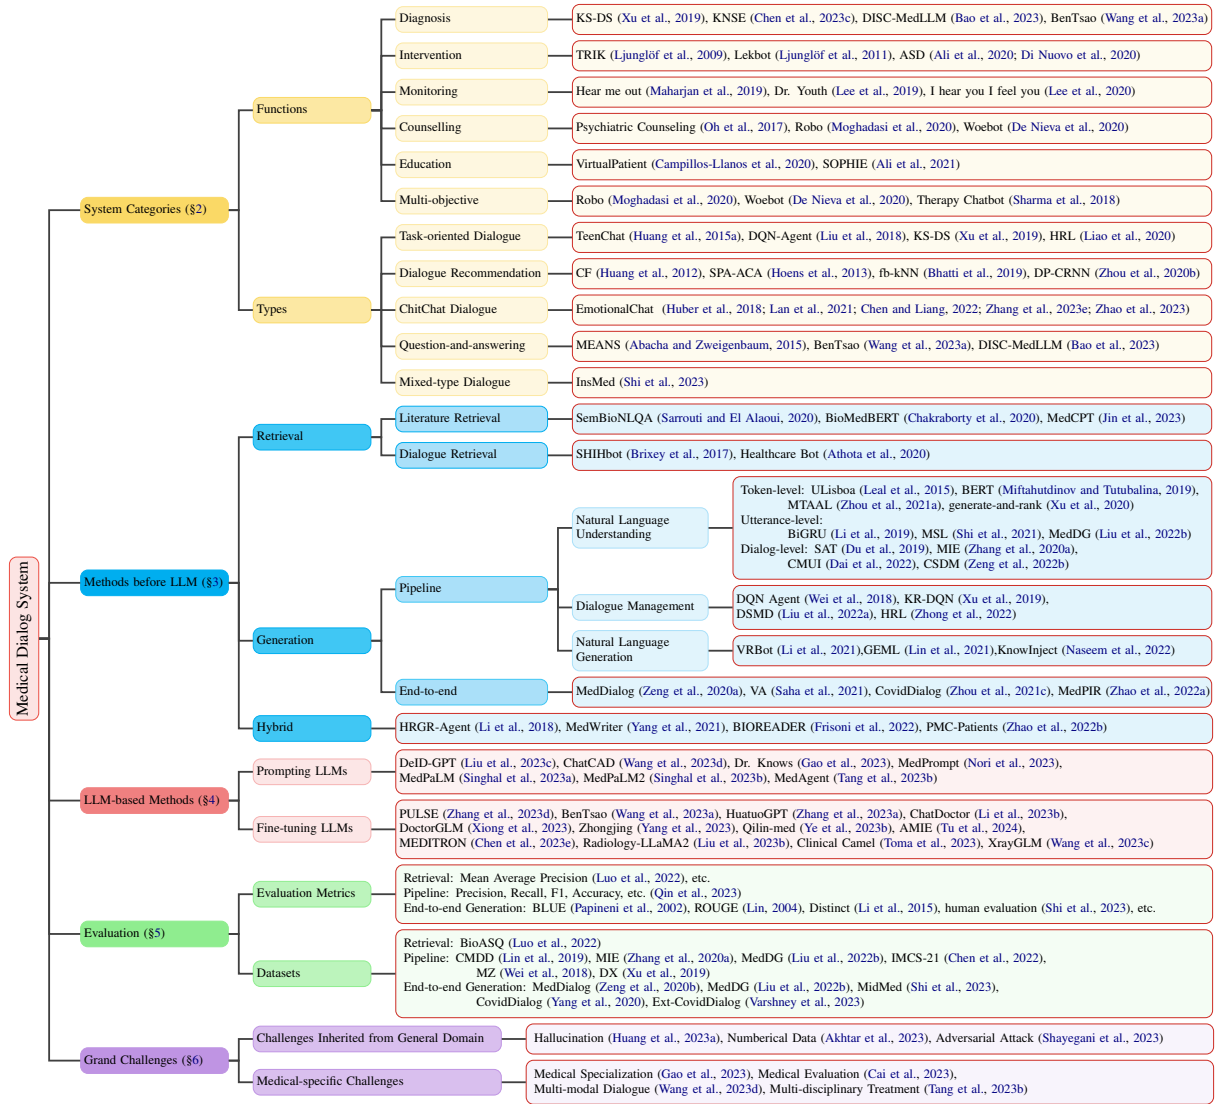 Medical Dialog System
System Categories (§2)
Functions
Diagnosis
KS-DS (Xu et al., 2019), KNSE (Chen et al., 2023c), DISC-MedLLM (Bao et al., 2023), BenTsao (Wang et al., 2023a)
Intervention
TRIK (Ljunglöf et al., 2009), Lekbot (Ljunglöf et al., 2011), ASD (Ali et al., 2020; Di Nuovo et al., 2020)
Monitoring
Hear me out (Maharjan et al., 2019), Dr. Youth (Lee et al., 2019), I hear you I feel you (Lee et al., 2020)
Counselling
Psychiatric Counseling (Oh et al., 2017), Robo (Moghadasi et al., 2020), Woebot (De Nieva et al., 2020)
Education
VirtualPatient (Campillos-Llanos et al., 2020), SOPHIE (Ali et al., 2021)
Multi-objective
Robo (Moghadasi et al., 2020), Woebot (De Nieva et al., 2020), Therapy Chatbot (Sharma et al., 2018)
Types
Task-oriented Dialogue
TeenChat (Huang et al., 2015a), DQN-Agent (Liu et al., 2018), KS-DS (Xu et al., 2019), HRL (Liao et al., 2020)
Dialogue Recommendation
CF (Huang et al., 2012), SPA-ACA (Hoens et al., 2013), fb-kNN (Bhatti et al., 2019), DP-CRNN (Zhou et al., 2020b)
ChitChat Dialogue
EmotionalChat (Huber et al., 2018; Lan et al., 2021; Chen and Liang, 2022; Zhang et al., 2023e; Zhao et al., 2023)
Question-and-answering
MEANS (Abacha and Zweigenbaum, 2015), BenTsao (Wang et al., 2023a), DISC-MedLLM (Bao et al., 2023)
Mixed-type Dialogue
InsMed (Shi et al., 2023)
Methods before LLM (§3)
Retrieval
Literature Retrieval
SemBioNLQA (Sarrouti and El Alaoui, 2020), BioMedBERT (Chakraborty et al., 2020), MedCPT (Jin et al., 2023)
Dialogue Retrieval
SHIHbot (Brixey et al., 2017), Healthcare Bot (Athota et al., 2020)
Generation
Pipeline
Natural Language
Understanding
Token-level: ULisboa (Leal et al., 2015), BERT (Miftahutdinov and Tutubalina, 2019),
MTAAL (Zhou et al., 2021a), generate-and-rank (Xu et al., 2020)
Utterance-level:
BiGRU (Li et al., 2019), MSL (Shi et al., 2021), MedDG (Liu et al., 2022b)
Dialog-level: SAT (Du et al., 2019), MIE (Zhang et al., 2020a),
CMUI (Dai et al., 2022), CSDM (Zeng et al., 2022b)
Dialogue Management
DQN Agent (Wei et al., 2018), KR-DQN (Xu et al., 2019),
DSMD (Liu et al., 2022a), HRL (Zhong et al., 2022)
Natural Language
Generation
VRBot (Li et al., 2021),GEML (Lin et al., 2021),KnowInject (Naseem et al., 2022)
End-to-end
MedDialog (Zeng et al., 2020a), VA (Saha et al., 2021), CovidDialog (Zhou et al., 2021c), MedPIR (Zhao et al., 2022a)
Hybrid
HRGR-Agent (Li et al., 2018), MedWriter (Yang et al., 2021), BIOREADER (Frisoni et al., 2022), PMC-Patients (Zhao et al., 2022b)
LLM-based Methods (§4)
Prompting LLMs
DeID-GPT (Liu et al., 2023c), ChatCAD (Wang et al., 2023d), Dr. Knows (Gao et al., 2023), MedPrompt (Nori et al., 2023),
MedPaLM (Singhal et al., 2023a), MedPaLM2 (Singhal et al., 2023b), MedAgent (Tang et al., 2023b)
Fine-tuning LLMs
PULSE (Zhang et al., 2023d), BenTsao (Wang et al., 2023a), HuatuoGPT (Zhang et al., 2023a), ChatDoctor (Li et al., 2023b),
DoctorGLM (Xiong et al., 2023), Zhongjing (Yang et al., 2023), Qilin-med (Ye et al., 2023b), AMIE (Tu et al., 2024),
MEDITRON (Chen et al., 2023e), Radiology-LLaMA2 (Liu et al., 2023b), Clinical Camel (Toma et al., 2023), XrayGLM (Wang et al., 2023c)
Evaluation (§5)
Evaluation Metrics
Retrieval: Mean Average Precision (Luo et al., 2022), etc.
Pipeline: Precision, Recall, F1, Accuracy, etc. (Qin et al., 2023)
End-to-end Generation: BLUE (Papineni et al., 2002), ROUGE (Lin, 2004), Distinct (Li et al., 2015), human evaluation (Shi et al., 2023), etc.
Datasets
Retrieval: BioASQ (Luo et al., 2022)
Pipeline: CMDD (Lin et al., 2019), MIE (Zhang et al., 2020a), MedDG (Liu et al., 2022b), IMCS-21 (Chen et al., 2022),
MZ (Wei et al., 2018), DX (Xu et al., 2019)
End-to-end Generation: MedDialog (Zeng et al., 2020b), MedDG (Liu et al., 2022b), MidMed (Shi et al., 2023),
CovidDialog (Yang et al., 2020), Ext-CovidDialog (Varshney et al., 2023)
Grand Challenges (§6)
Challenges Inherited from General Domain
Hallucination (Huang et al., 2023a), Numberical Data (Akhtar et al., 2023), Adversarial Attack (Shayegani et al., 2023)
Medical-specific Challenges
Medical Specialization (Gao et al., 2023), Medical Evaluation (Cai et al., 2023),
Multi-modal Dialogue (Wang et al., 2023d), Multi-disciplinary Treatment (Tang et al., 2023b)